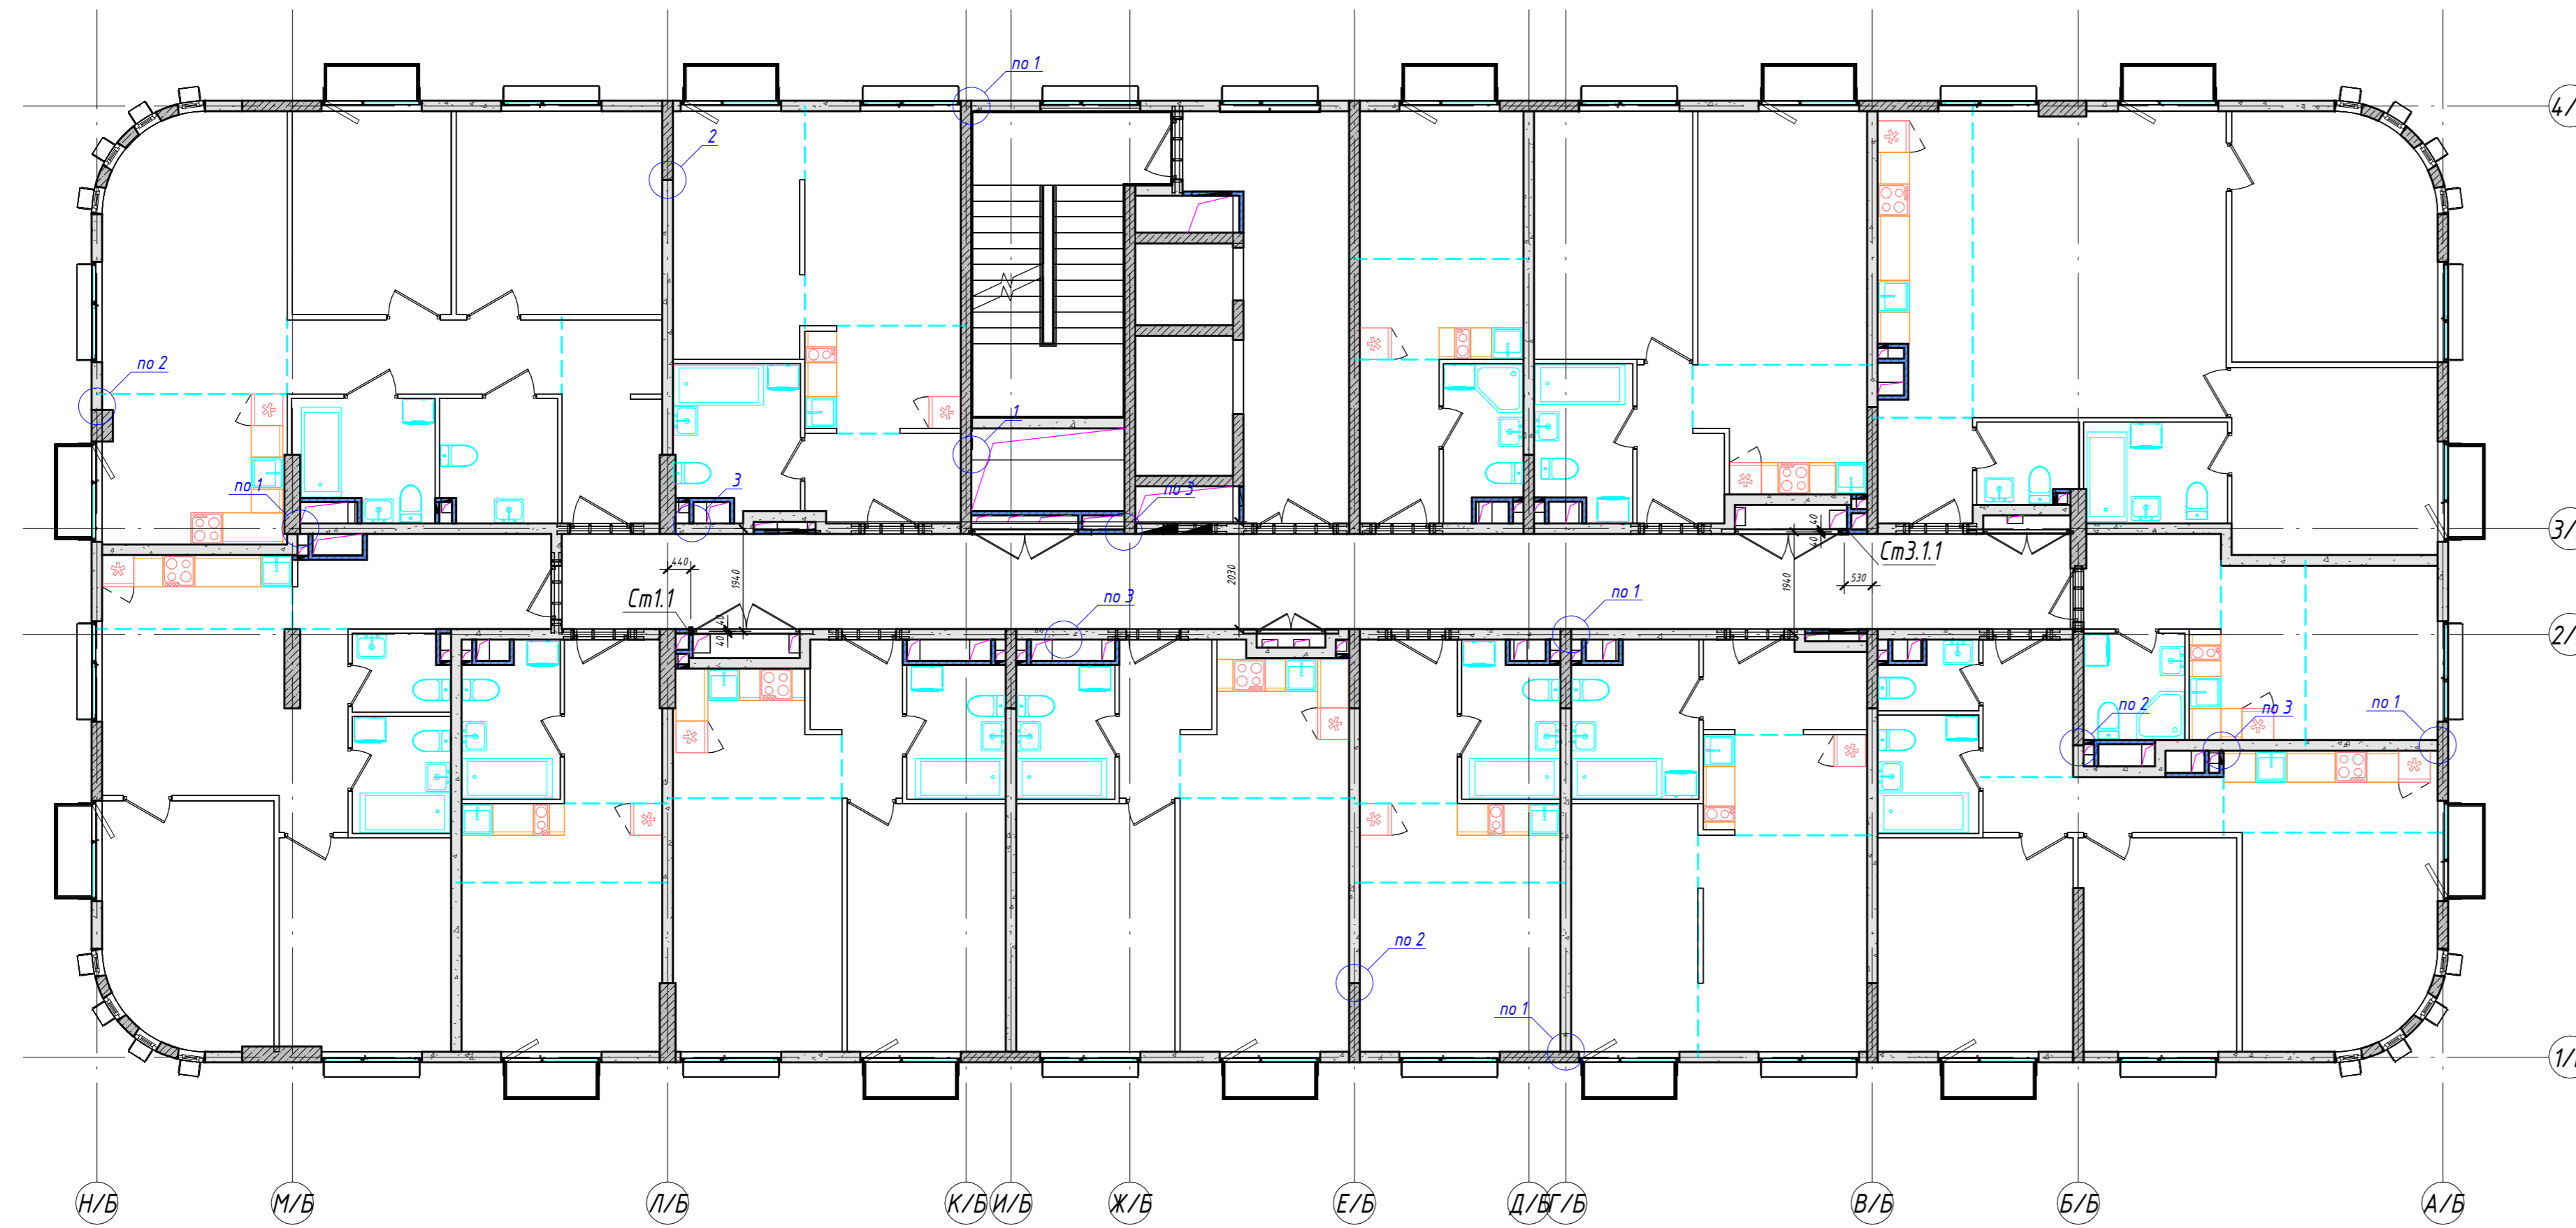 по 1
4/
2
по 2
1
3
по 1
по 3
3/
Ст3.1.1
440
1940
2030
1940
40
40
530
Ст1.1
40
40
по 3
по 1
2/
по 2
по 3
по 1
по 2
по 1
1/
Н/Б
М/Б
Л/Б
К/Б
И/Б
Ж/Б
Е/Б
Д/Б
Г/Б
В/Б
Б/Б
А/Б